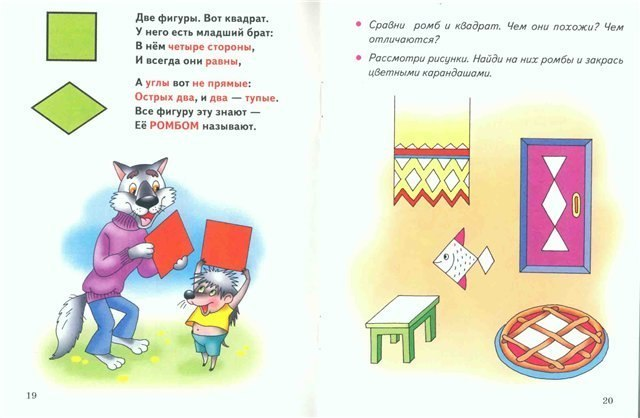 Две фигуры. Вот квадрат.
У него есть младший брат:
В нём четыре стороны,
И всегда они равны,
А углы вот не прямые:
Острых два, и два — тупые.
Все фигуру эту знают —
Её РОМБОМ называют.
19
Сравни ромб и квадрат. Чем они похожи? Чем
отличаются?
Рассмотри рисунки. Найди на них ромбы и закрась
цветными карандашами.
20